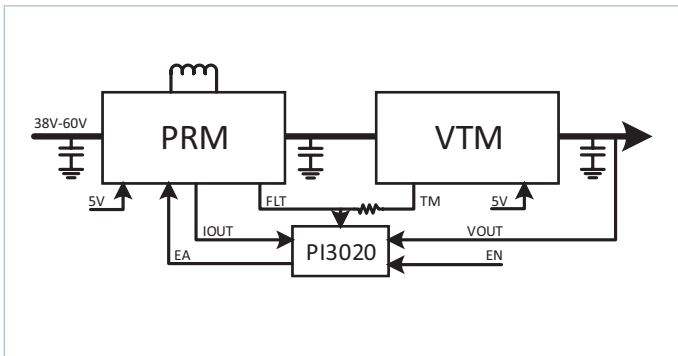 38V-60V
PRM
VTM
5V
FLT
TM
5V
IOUT
VOUT
EA
PI3020
EN